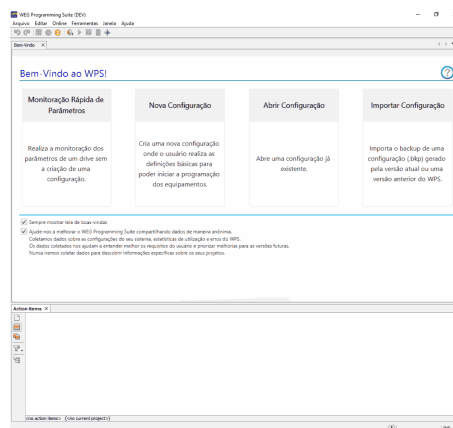 WEG Programming Suite (DEV)
Arquivo Editar Online Ferramentas Janela Ajuda
Bem-Vindo
Bem-Vindo ao WPS!
Monitoração Rápida de
Parâmetros
Realiza a monitoração dos
parâmetros de um drive sem
a criação de uma
configuração.
Nova Configuração
Cria uma nova configuração
onde o usuário realiza as
definições básicas para
poder iniciar a programação
dos equipamentos.
Abrir Configuração
Abre uma configuração já
existente.
Importar Configuração
Importa o backup de uma
configuração (.bkp) gerado
pela versão atual ou uma
versão anterior do WPS.
Sempre mostrar tela de boas-vindas
Ajude-nos a melhorar o WEG Programming Suite compartilhando dados de maneira anônima.
Coletamos dados sobre as configurações do seu sistema, estatísticas de utilização e erros do WPS.
Os dados coletados nos ajudam a entender melhor os requisitos do usuário e priorizar melhorias para as versões futuras.
Nunca iremos coletar dados para descobrir informações específicas sobre os seus projetos.
Action Items
<no action items> (<no current project>)